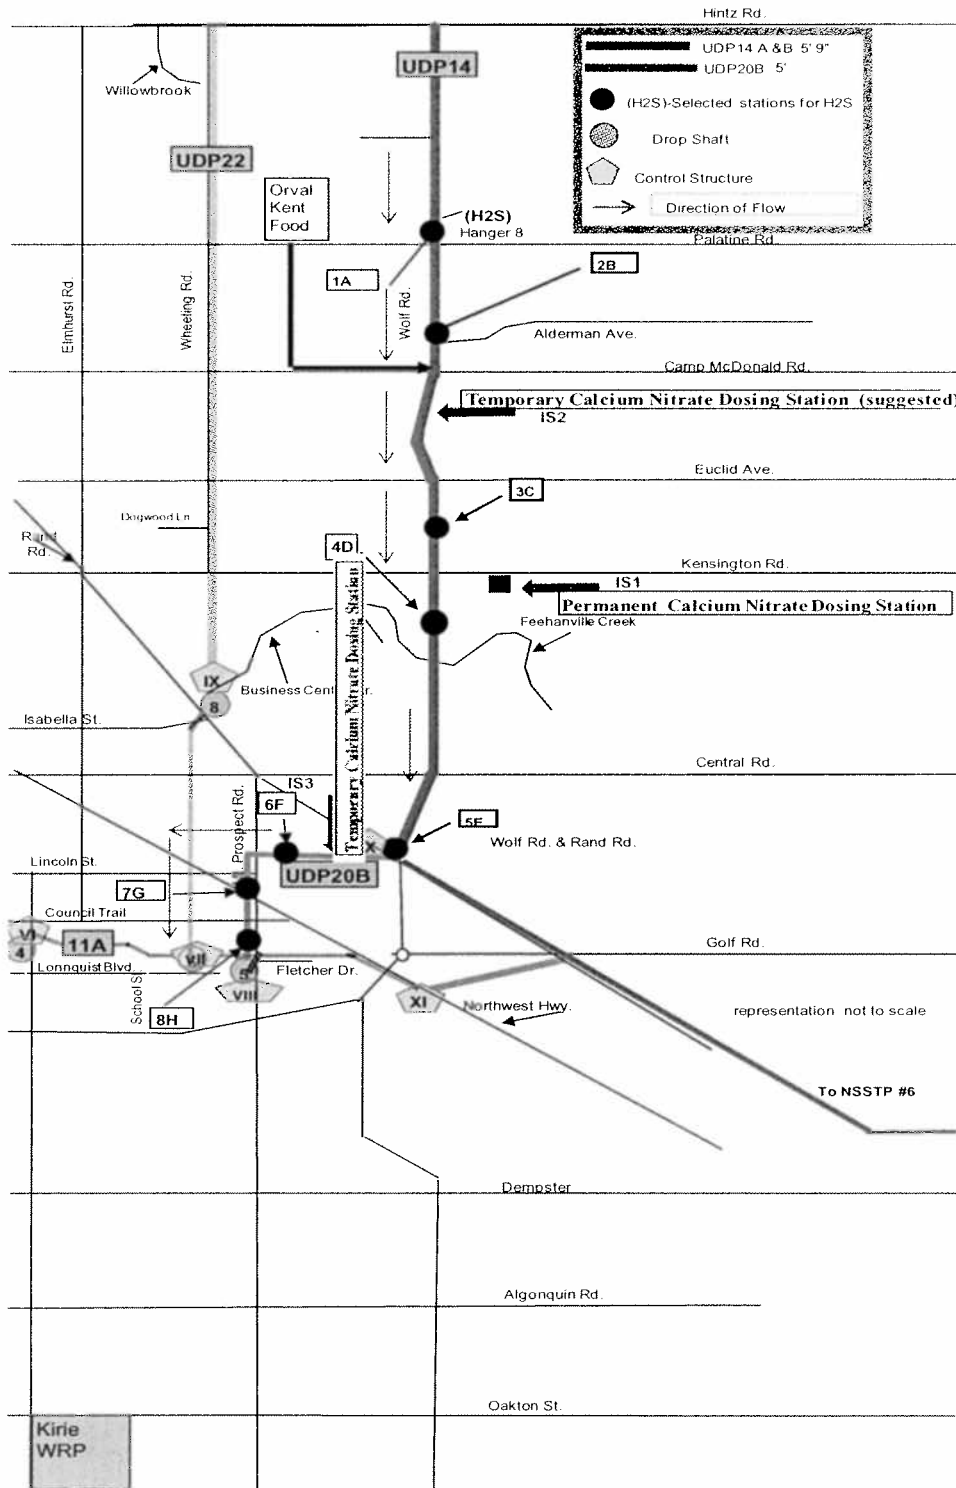 Hintz Rd.
UDP14 A &B 5' 9"
UDP20B 5'
(H2S)-Selected stations for H2S
Drop Shaft
Control Structure
Direction of Flow
UDP14
Willowbrook
UDP22
Orval
Kent
Food
(H2S)
Hanger 8
Palatine Rd.
1A
2B
Elmhurst Rd.
Wheeling Rd.
Wolf Rd.
Alderman Ave.
Camp McDonald Rd.
Temporary Calcium Nitrate Dosing Station (suggested)
IS2
Euclid Ave.
3C
Dogwood Ln
Rd.
4D
Kensington Rd.
IS1
Permanent Calcium Nitrate Dosing Station
Feehanville Creek
Temporary Calcium Nitrate Dosing Station
IX
8
Business
Isabella St.
Central Rd.
IS3
6F
5E
Prospect Rd.
X
Wolf Rd. & Rand Rd.
Lincoln St.
UDP20B
7G
Council Trail
VI
4
11A
VII
Golf Rd.
Lonnquist Blvd.
5
Fletcher Dr.
VIII
XI
School St.
8H
Northwest Hwy.
representation not to scale
To NSSTP #6
Dempster
Algonquin Rd.
Oakton St.
Kirie
WRP